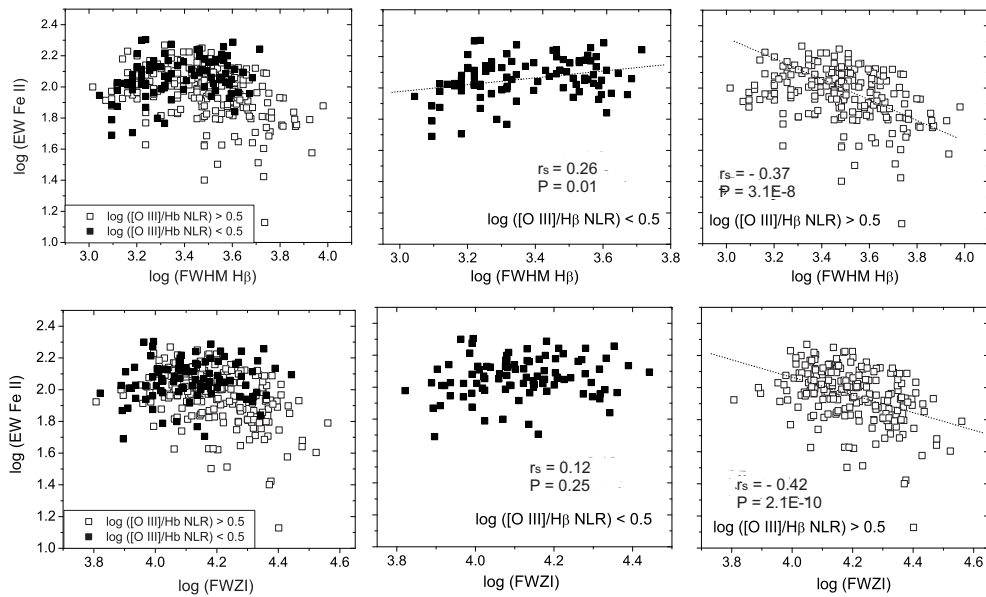 2.4
2.2
2.0
1.8
1.6
1.4
1.2
1.0
log (EW Fe II)
□ log ([O III]/Hb NLR) > 0.5
■ log ([O III]/Hb NLR) < 0.5
3.0 3.2 3.4 3.6 3.8 4.0
log (FWHM Hβ)
rs = 0.26
P = 0.01
log ([O III]/Hβ NLR) < 0.5
3.0 3.2 3.4 3.6 3.8
log (FWHM Hβ)
rs = - 0.37
P = 3.1E-8
log ([O III]/Hβ NLR) > 0.5
3.0 3.2 3.4 3.6 3.8 4.0
log (FWHM Hβ)
2.4
2.2
2.0
1.8
1.6
1.4
1.2
1.0
log (EW Fe II)
□ log ([O III]/Hb NLR) > 0.5
■ log ([O III]/Hb NLR) < 0.5
3.8 4.0 4.2 4.4 4.6
log (FWZI)
rs = 0.12
P = 0.25
log ([O III]/Hβ NLR) < 0.5
3.8 4.0 4.2 4.4
log (FWZI)
rs = - 0.42
P = 2.1E-10
log ([O III]/Hβ NLR) > 0.5
3.8 4.0 4.2 4.4 4.6
log (FWZI)